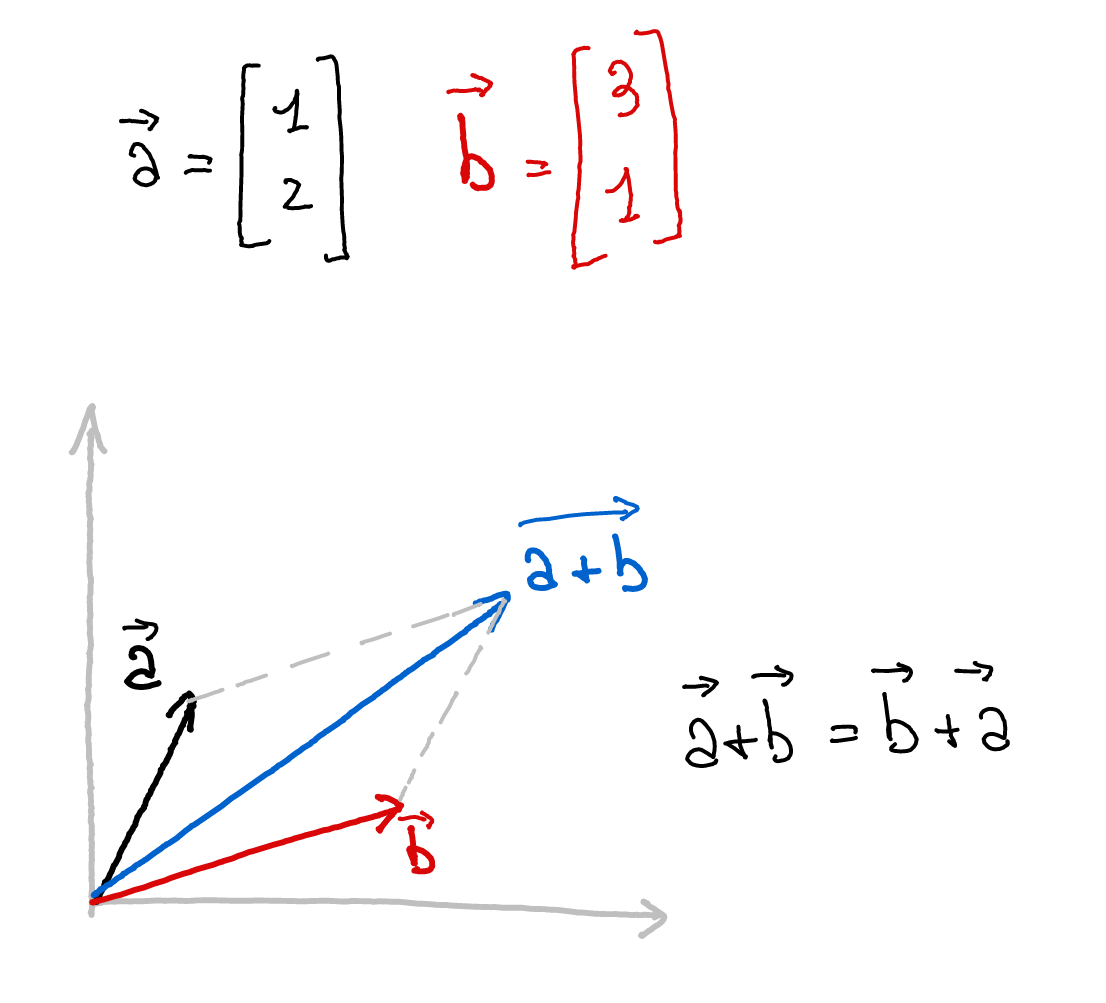 a⃗ = [1 2] b⃗ = [3 1]
a+b⃗
a⃗
b⃗
a⃗+b⃗ = b⃗+a⃗